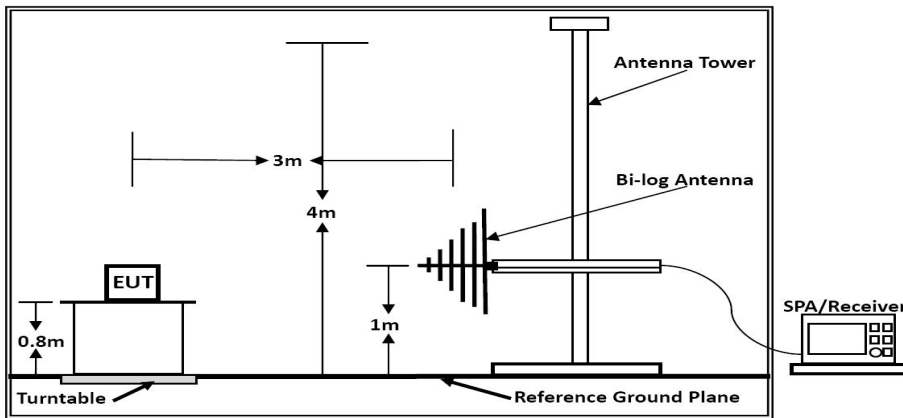 Antenna Tower
3m
Bi-log Antenna
4m
EUT
SPA/Receiver
0.8m
1m
Turntable
Reference Ground Plane